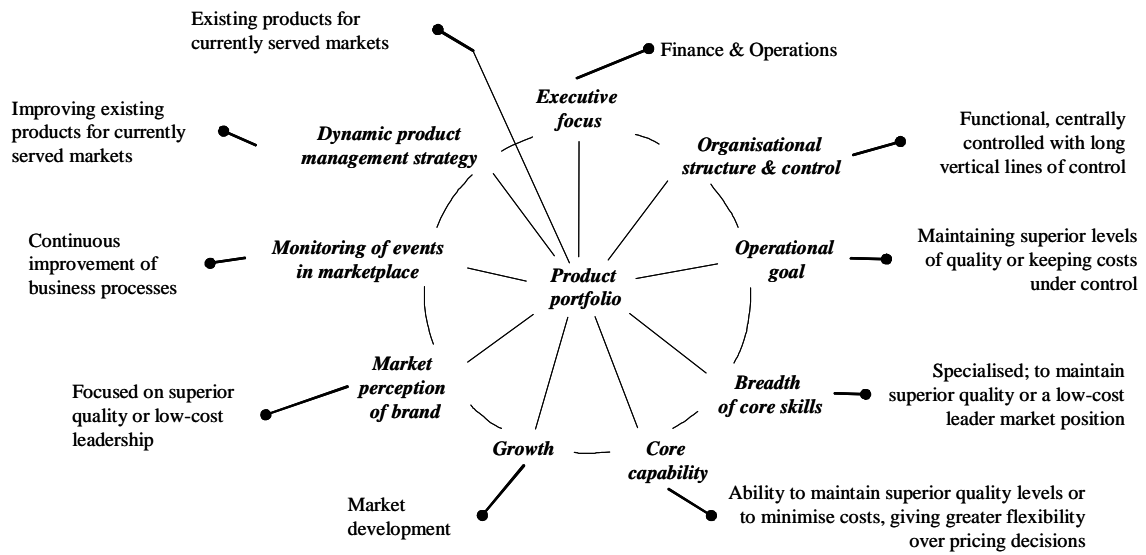 Existing products for
currently served markets
Finance & Operations
Executive
focus
Improving existing
products for currently
served markets
Dynamic product
management strategy
Organisational
structure & control
Functional, centrally
controlled with long
vertical lines of control
Continuous
improvement of
business processes
Monitoring of events
in marketplace
Product
portfolio
Operational
goal
Maintaining superior levels
of quality or keeping costs
under control
Focused on superior
quality or low-cost
leadership
Market
perception
of brand
Breadth
of core skills
Specialised; to maintain
superior quality or a low-cost
leader market position
Growth
Core
capability
Market
development
Ability to maintain superior quality levels or
to minimise costs, giving greater flexibility
over pricing decisions